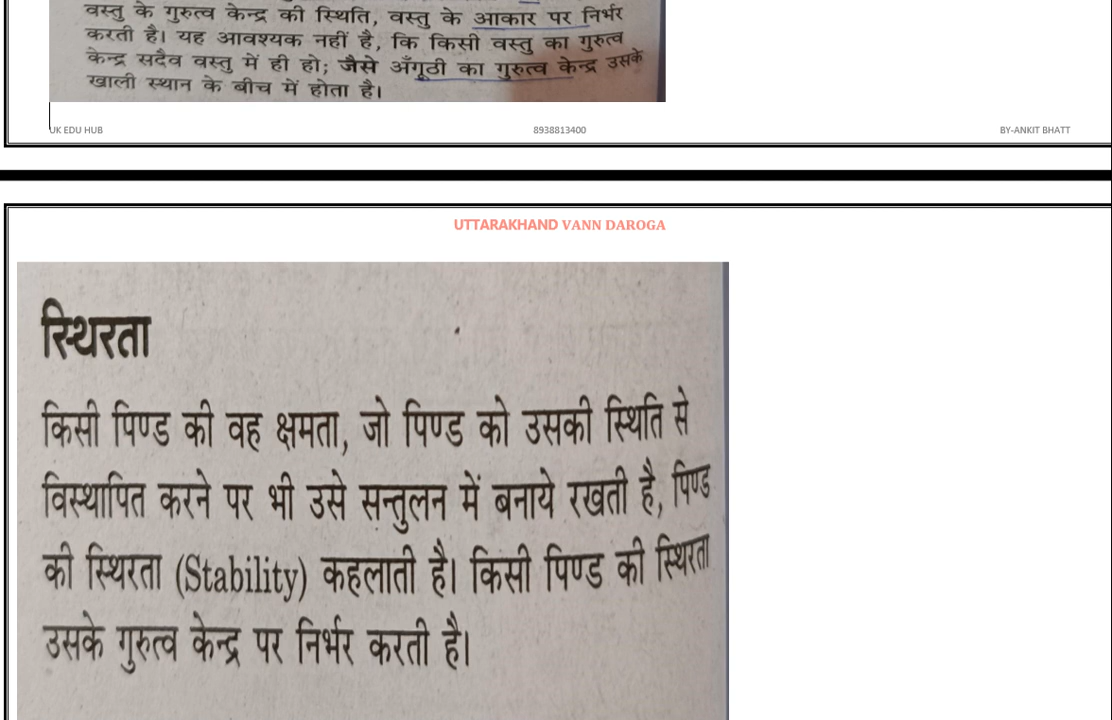 वस्तु के गुरुत्व केन्द्र की स्थिति, वस्तु के आकार पर निर्भर
करती है। यह आवश्यक नहीं है, कि किसी वस्तु का गुरुत्व
केन्द्र सदैव वस्तु में ही हो; जैसे अँगूठी का गुरुत्व केन्द्र उसके
खाली स्थान के बीच में होता है।
UK EDU HUB 8938813400 BY-ANKIT BHATT
UTTARAKHAND VANN DAROGA
स्थिरता
किसी पिण्ड की वह क्षमता, जो पिण्ड को उसकी स्थिति से
विस्थापित करने पर भी उसे सन्तुलन में बनाये रखती है, पिण्ड
की स्थिरता (Stability) कहलाती है। किसी पिण्ड की स्थिरता
उसके गुरुत्व केन्द्र पर निर्भर करती है।